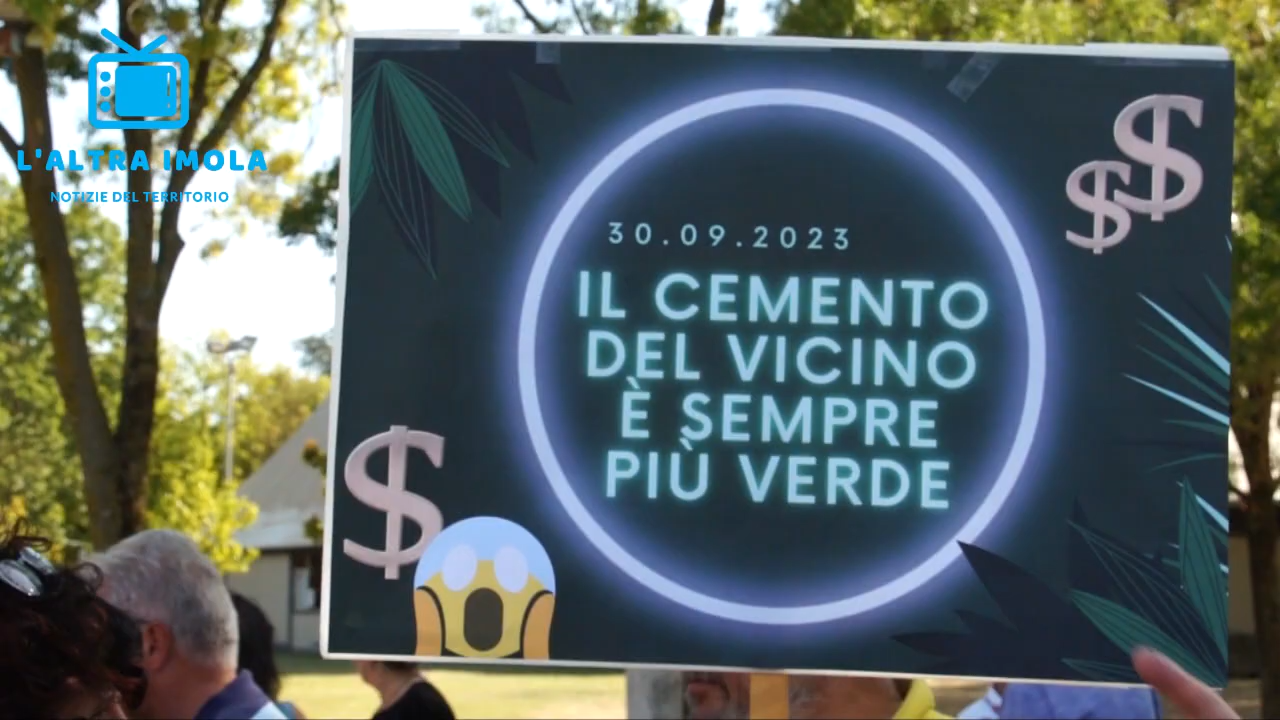 L'ALTRA IMOLA
NOTIZIE DEL TERRITORIO
$
$
30.09.2023
IL CEMENTO
DEL VICINO
È SEMPRE
PIÙ VERDE
$